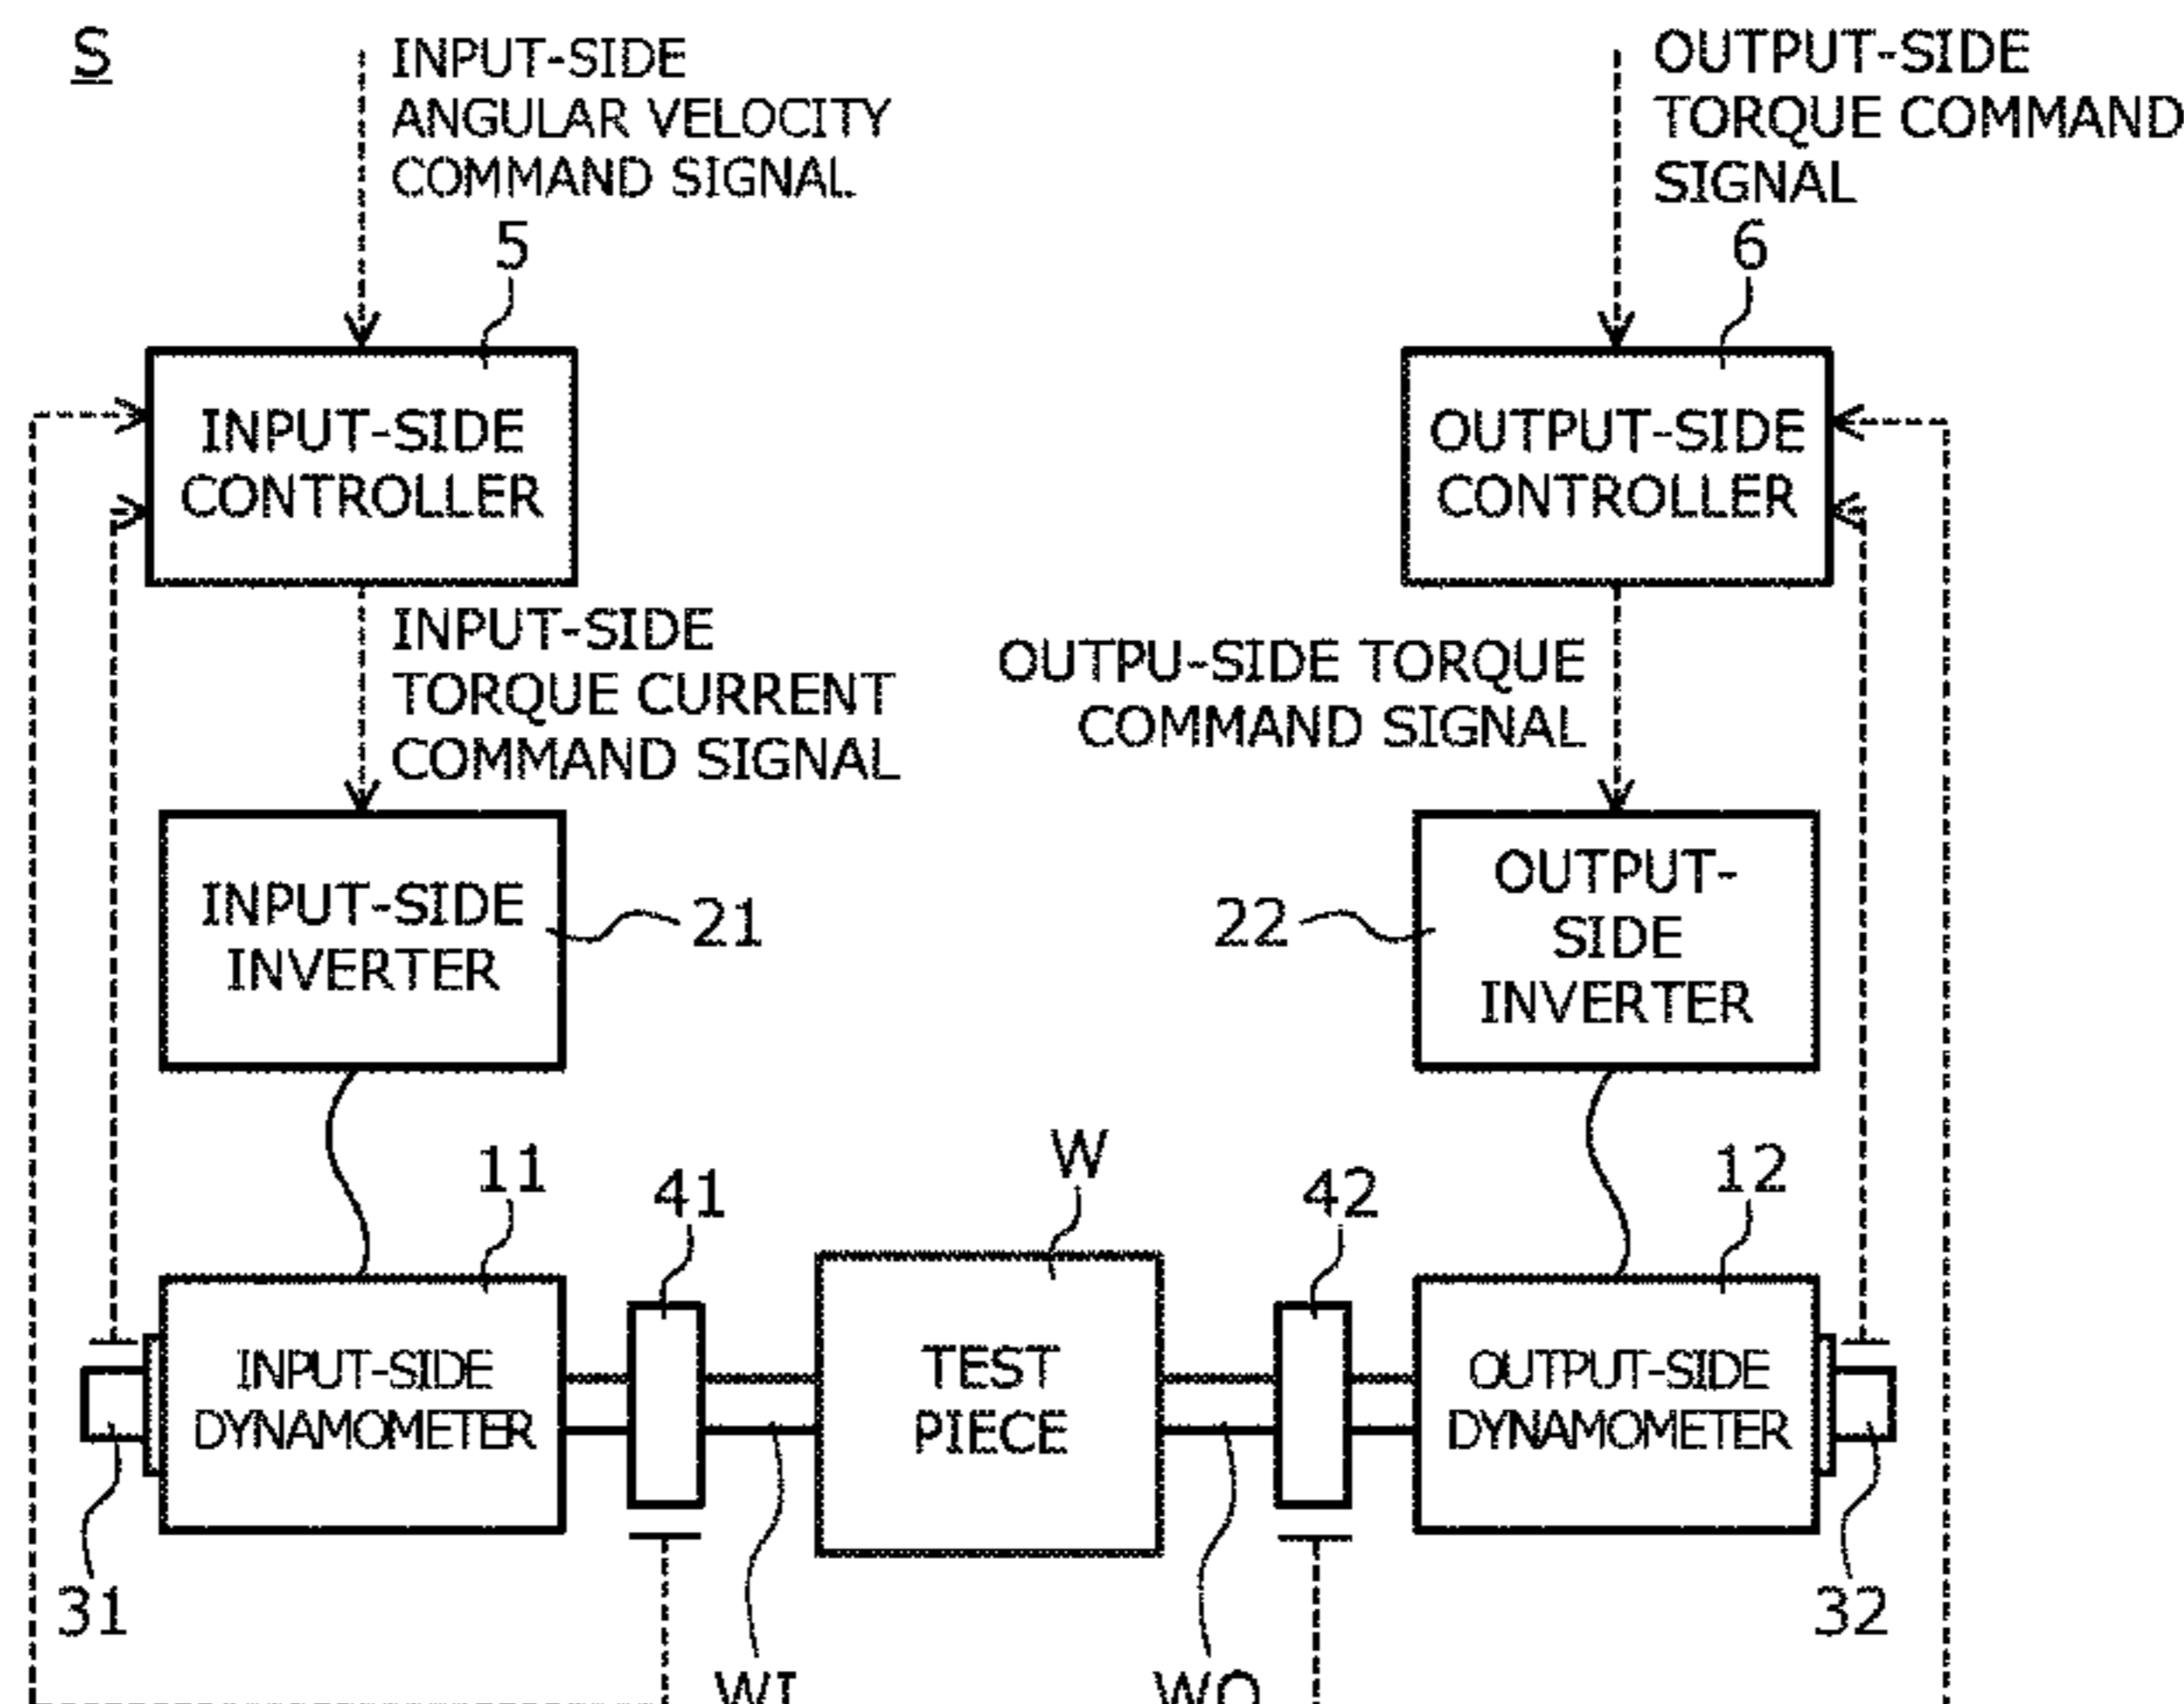 S
INPUT-SIDE
ANGULAR VELOCITY
COMMAND SIGNAL
OUTPUT-SIDE
TORQUE COMMAND
SIGNAL
5
6
INPUT-SIDE
CONTROLLER
OUTPUT-SIDE
CONTROLLER
INPUT-SIDE
TORQUE CURRENT
COMMAND SIGNAL
OUTPU-SIDE TORQUE
COMMAND SIGNAL
INPUT-SIDE
INVERTER
21
22
OUTPUT-
SIDE
INVERTER
11
41
W
42
12
INPUT-SIDE
DYNAMOMETER
TEST
PIECE
OUTPUT-SIDE
DYNAMOMETER
31
32
WI
WO